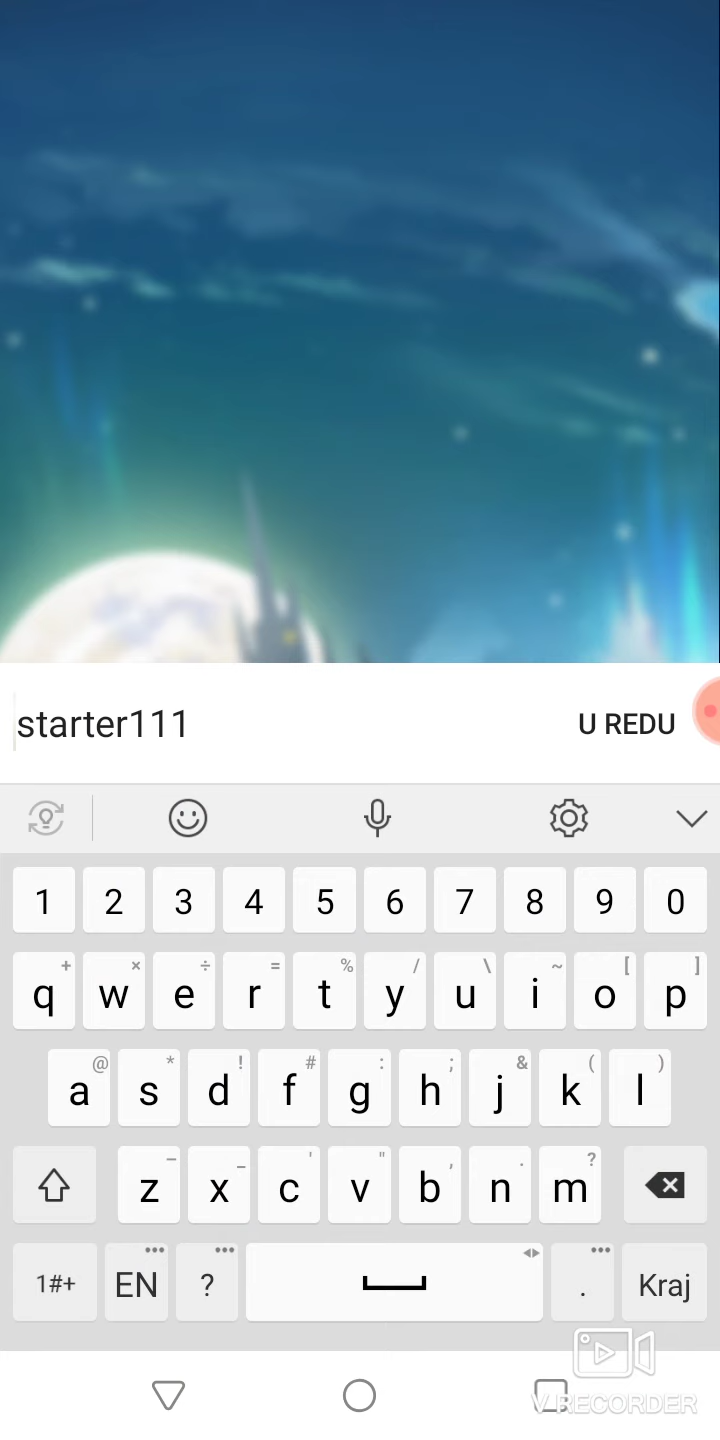 starter111
U REDU
1 2 3 4 5 6 7 8 9 0
+ × ÷ = % / \ ~ [ ]
q w e r t y u i o p
@ * ! # : ; & ( )
a s d f g h j k l
– _ ' " , . ?
z x c v b n m
1#+ EN ? . Kraj
V RECORDER